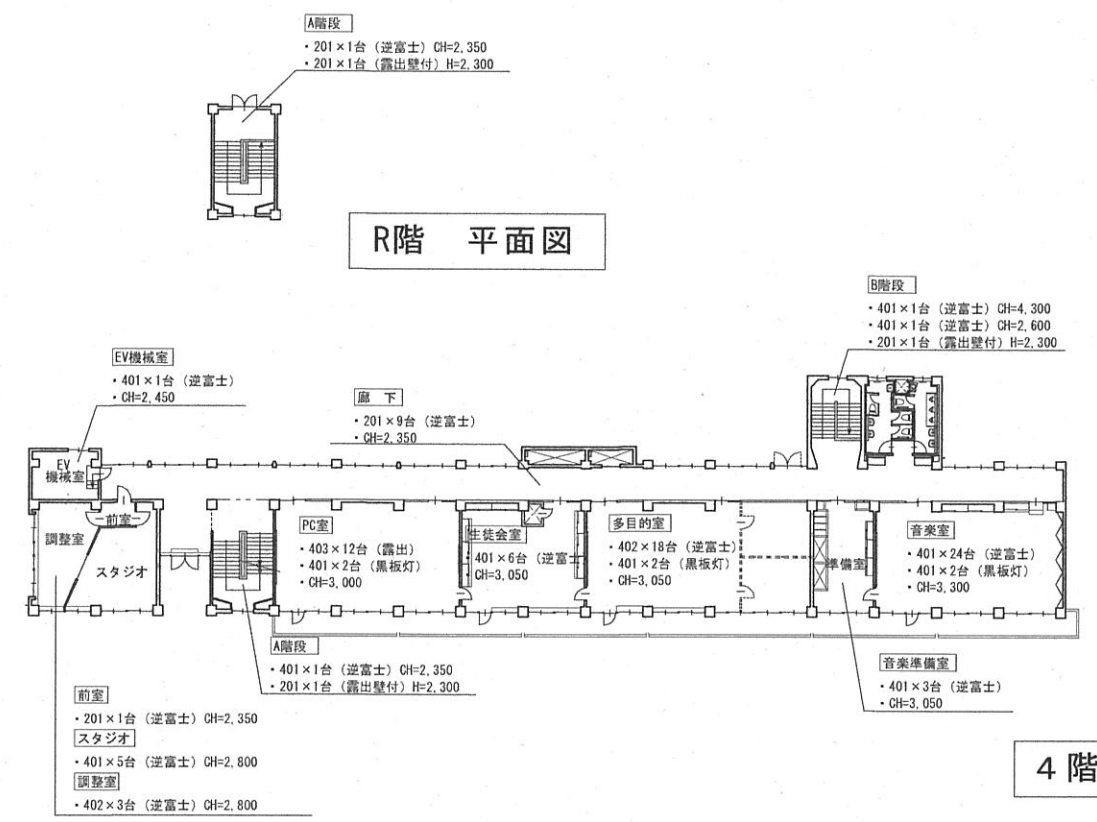 A階段
・201×1台（逆富士）CH=2,350
・201×1台（露出壁付）H=2,300
R階　平面図
B階段
・401×1台（逆富士）CH=4,300
・401×1台（逆富士）CH=2,600
・201×1台（露出壁付）H=2,300
EV機械室
・401×1台（逆富士）
・CH=2,450
廊　下
・201×9台（逆富士）
・CH=2,350
EV
機械室
前室
調整室
スタジオ
PC室
・403×12台（露出）
・401×2台（黒板灯）
・CH=3,000
生徒会室
401×6台（逆富士
CH=3,050
多目的室
・402×18台（逆富士）
・401×2台（黒板灯）
・CH=3,050
準備室
音楽室
・401×24台（逆富士）
・401×2台（黒板灯）
・CH=3,300
A階段
・401×1台（逆富士）CH=2,350
・201×1台（露出壁付）H=2,300
音楽準備室
・401×3台（逆富士）
・CH=3,050
前室
・201×1台（逆富士）CH=2,350
スタジオ
・401×5台（逆富士）CH=2,800
調整室
・402×3台（逆富士）CH=2,800
4階